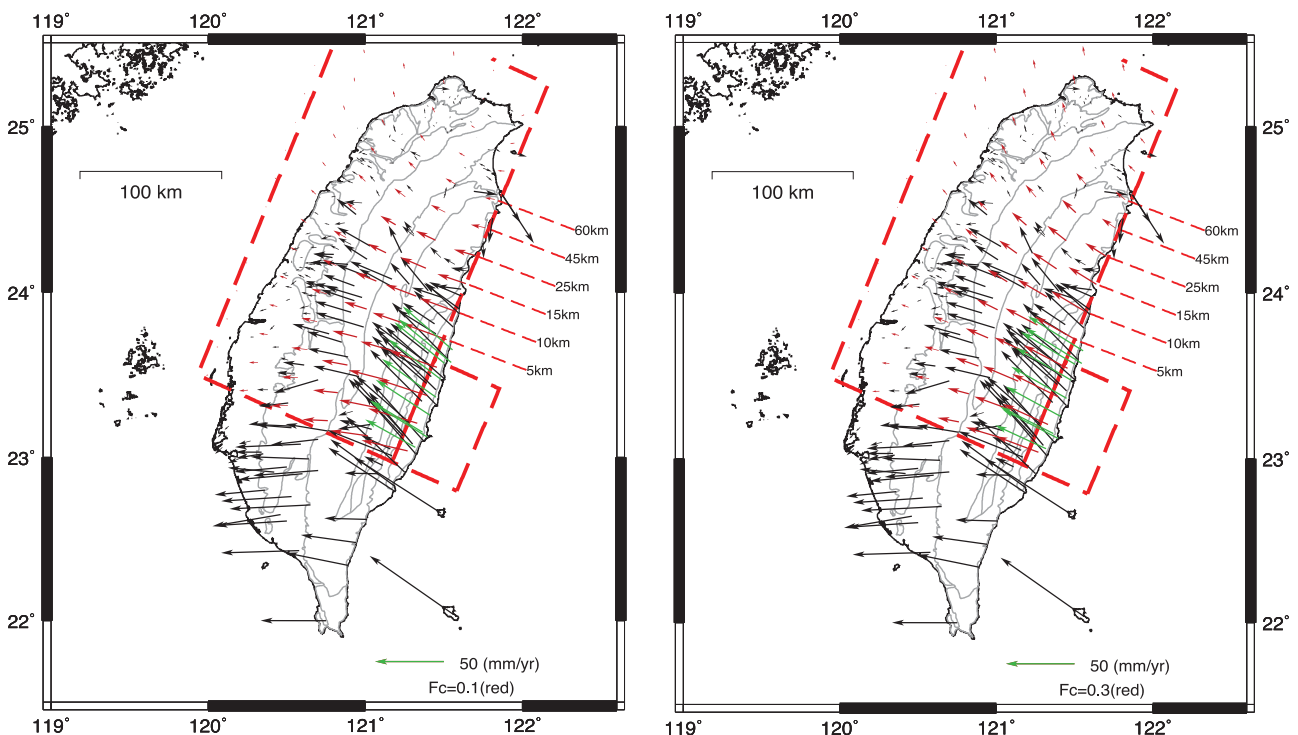 119˚ 120˚ 121˚ 122˚
25˚
24˚
23˚
22˚
100 km
60km
45km
25km
15km
10km
5km
50 (mm/yr)
Fc=0.1(red)
119˚ 120˚ 121˚ 122˚
119˚ 120˚ 121˚ 122˚
100 km
60km
45km
25km
15km
10km
5km
25˚
24˚
23˚
22˚
50 (mm/yr)
Fc=0.3(red)
119˚ 120˚ 121˚ 122˚